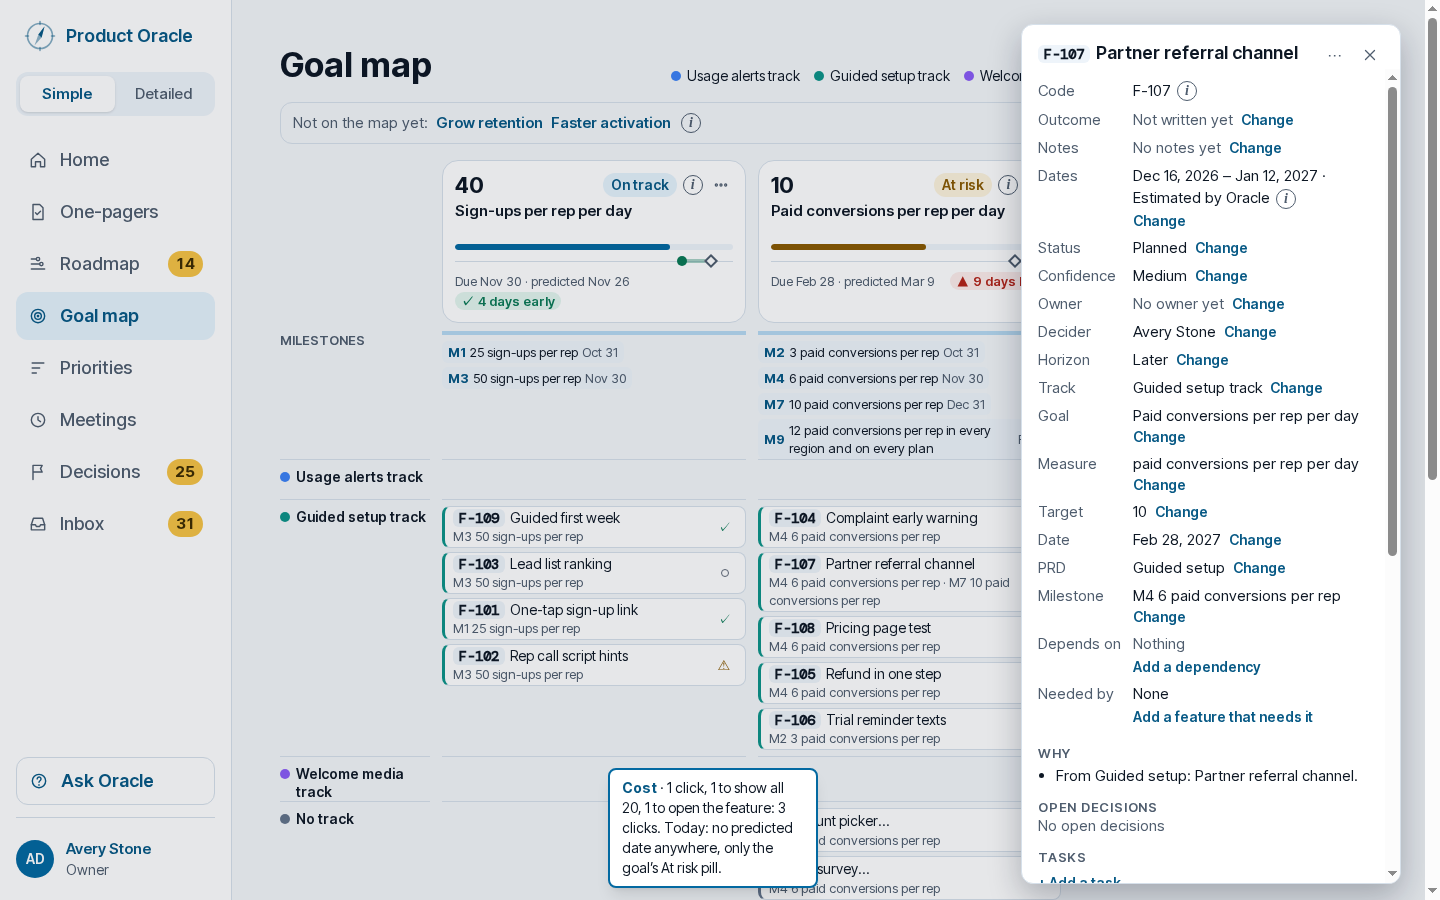 Product Oracle
Simple Detailed
Home
One-pagers
Roadmap 14
Goal map
Priorities
Meetings
Decisions 25
Inbox 31
Ask Oracle
AD Avery Stone
Owner
Goal map
Usage alerts track Guided setup track
Not on the map yet: Grow retention Faster activation i
40 On track i ···
Sign-ups per rep per day
Due Nov 30 · predicted Nov 26
✓ 4 days early
10 At risk i
Paid conversions per rep per day
Due Feb 28 · predicted Mar 9 ▲ 9 days
MILESTONES
M1 25 sign-ups per rep Oct 31
M3 50 sign-ups per rep Nov 30
M2 3 paid conversions per rep Oct 31
M4 6 paid conversions per rep Nov 30
M7 10 paid conversions per rep Dec 31
M9 12 paid conversions per rep in every
region and on every plan
Usage alerts track
Guided setup track
F-109 Guided first week ✓
M3 50 sign-ups per rep
F-103 Lead list ranking ○
M3 50 sign-ups per rep
F-101 One-tap sign-up link ✓
M1 25 sign-ups per rep
F-102 Rep call script hints ⚠
M3 50 sign-ups per rep
F-104 Complaint early warning
M4 6 paid conversions per rep
F-107 Partner referral channel
M4 6 paid conversions per rep · M7 10 paid
conversions per rep
F-108 Pricing page test
M4 6 paid conversions per rep
F-105 Refund in one step
M4 6 paid conversions per rep
F-106 Trial reminder texts
M2 3 paid conversions per rep
Welcome media
track
No track
picker...
paid conversions per rep
survey...
M4 6 paid conversions per rep
Cost · 1 click, 1 to show all
20, 1 to open the feature: 3
clicks. Today: no predicted
date anywhere, only the
goal's At risk pill.
F-107 Partner referral channel ···
Code F-107 i
Outcome Not written yet Change
Notes No notes yet Change
Dates Dec 16, 2026 – Jan 12, 2027 ·
Estimated by Oracle i
Change
Status Planned Change
Confidence Medium Change
Owner No owner yet Change
Decider Avery Stone Change
Horizon Later Change
Track Guided setup track Change
Goal Paid conversions per rep per day
Change
Measure paid conversions per rep per day
Change
Target 10 Change
Date Feb 28, 2027 Change
PRD Guided setup Change
Milestone M4 6 paid conversions per rep
Change
Depends on Nothing
Add a dependency
Needed by None
Add a feature that needs it
WHY
• From Guided setup: Partner referral channel.
OPEN DECISIONS
No open decisions
TASKS
+ Add a task